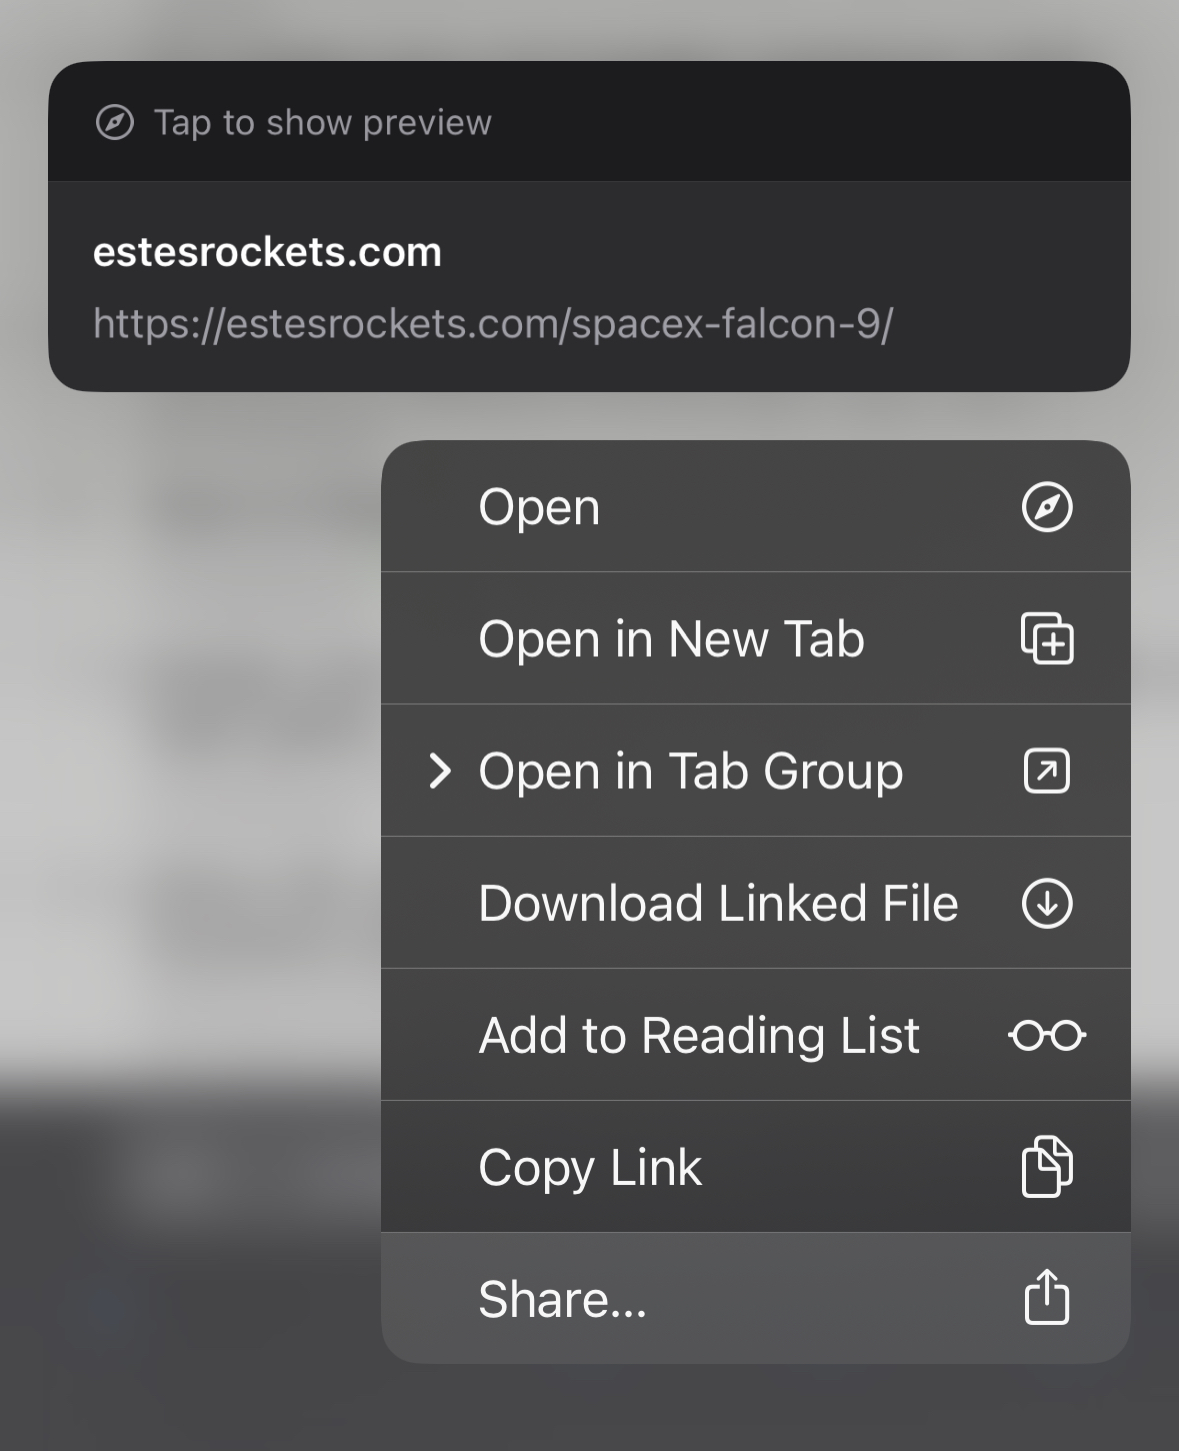 Tap to show preview
estesrockets.com
https://estesrockets.com/spacex-falcon-9/
Open
Open in New Tab
Open in Tab Group
Download Linked File
Add to Reading List
Copy Link
Share...